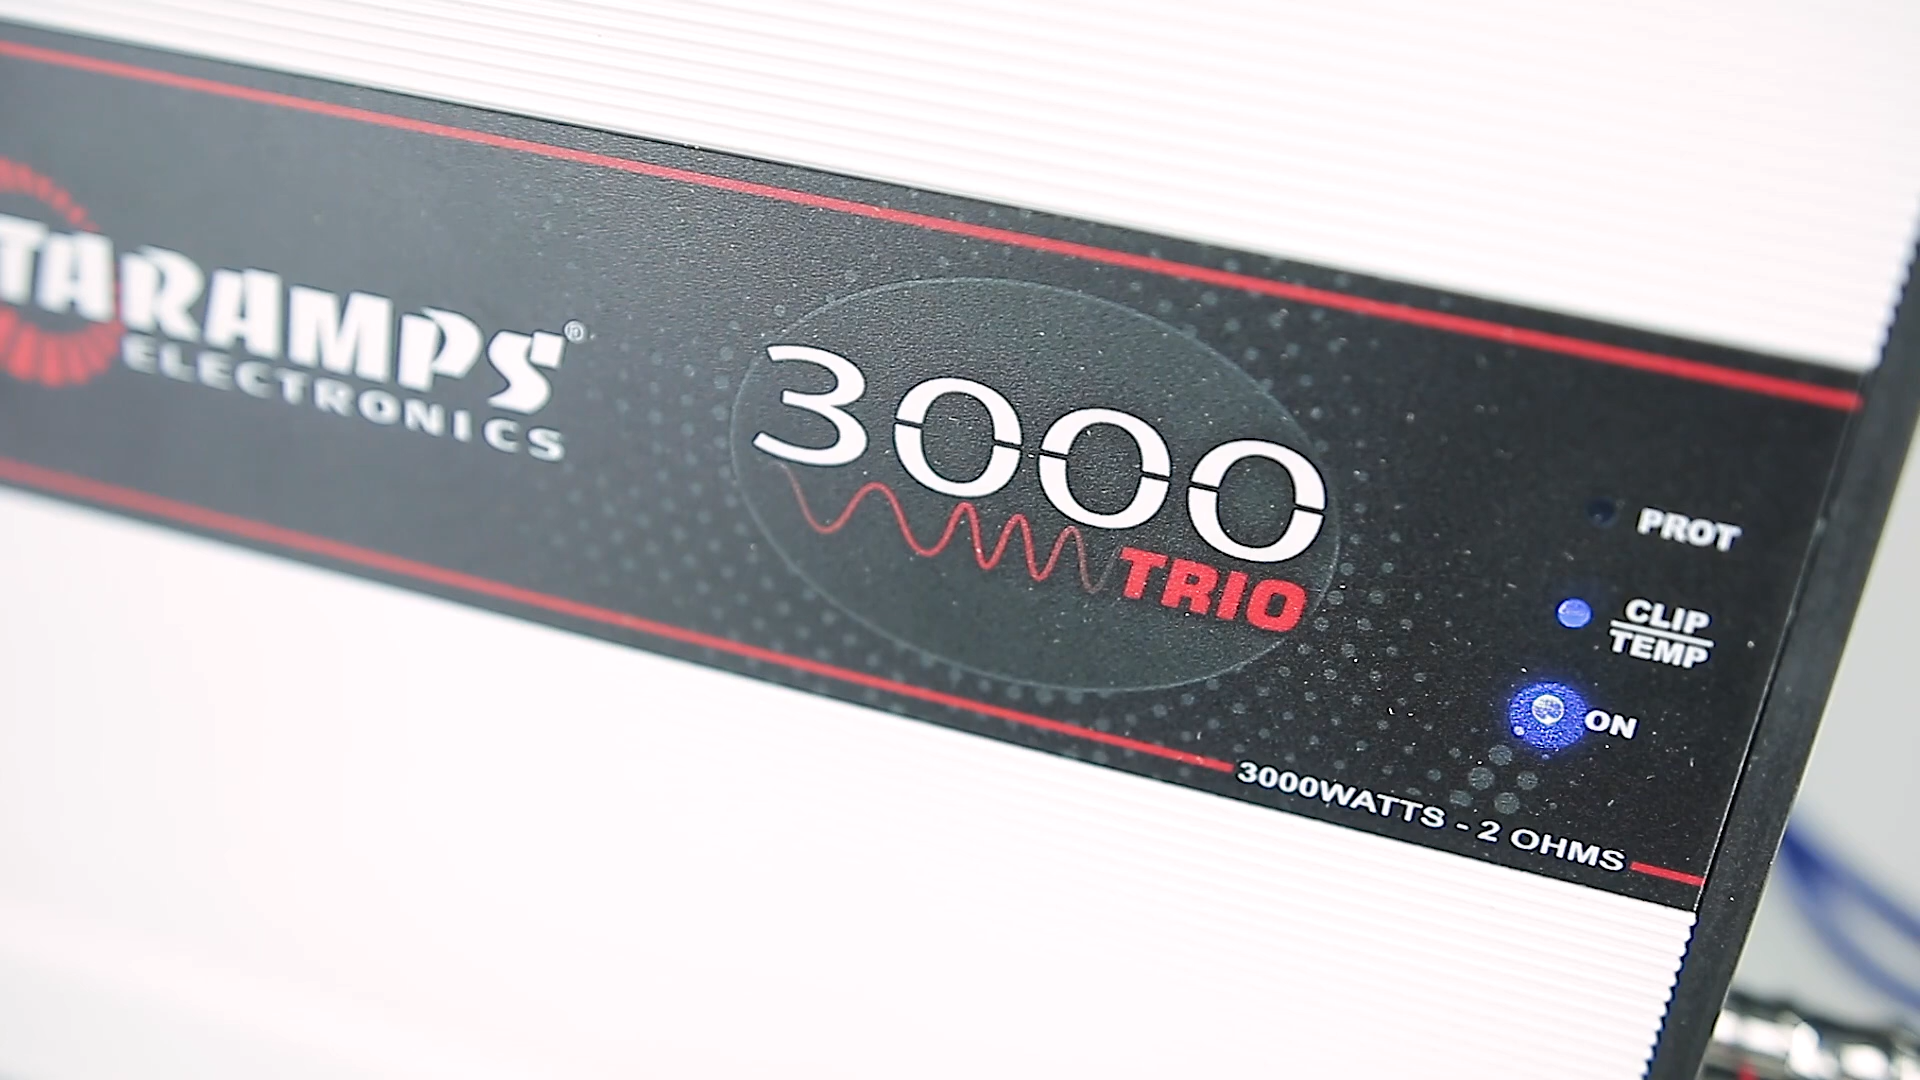 TARAMPS®
ELECTRONICS
3000
TRIO
PROT
CLIP
TEMP
ON
3000WATTS - 2 OHMS